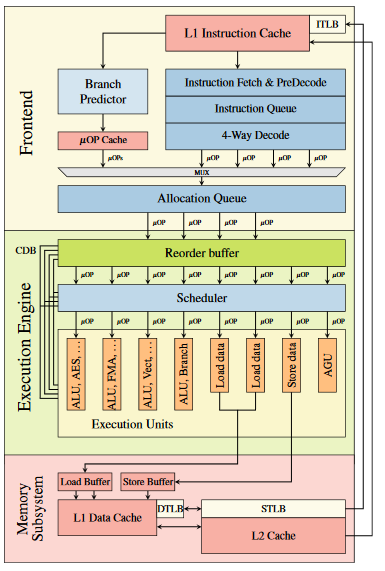 Frontend
L1 Instruction Cache
ITLB
Branch
Predictor
Instruction Fetch & PreDecode
Instruction Queue
4-Way Decode
μOP Cache
μOPs
μOP μOP μOP μOP
MUX
Allocation Queue
μOP μOP μOP μOP
Execution Engine
CDB
Reorder buffer
μOP μOP μOP μOP μOP μOP μOP μOP
Scheduler
μOP μOP μOP μOP μOP μOP μOP μOP
ALU, AES, ...
ALU, FMA, ...
ALU, Vect, ...
ALU, Branch
Load data
Load data
Store data
AGU
Execution Units
Memory
Subsystem
Load Buffer
Store Buffer
L1 Data Cache
DTLB
STLB
L2 Cache